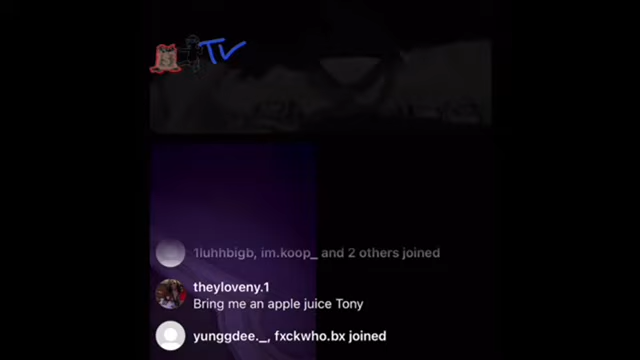 TV
1luhhbigb, im.koop_ and 2 others joined
theyloveny.1
Bring me an apple juice Tony
yunggdee._, fxckwho.bx joined